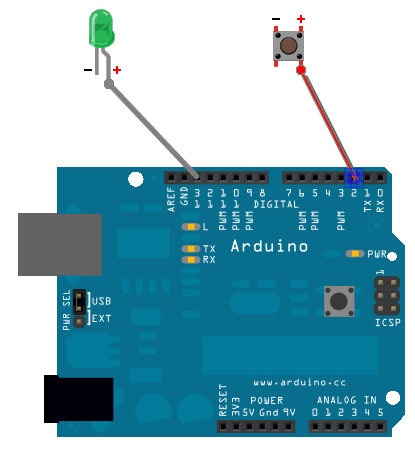 - +
- +
AREF GND 13 12 11 10 9 8 7 6 5 4 3 2 TX 1 RX 0
PWM PWM PWM PWM PWM PWM
DIGITAL
L
TX
RX
Arduino
PWR
1
ICSP
PWR SEL
USB
EXT
www.arduino.cc
POWER
RESET 3V3 5V Gnd 9V
ANALOG IN
0 1 2 3 4 5